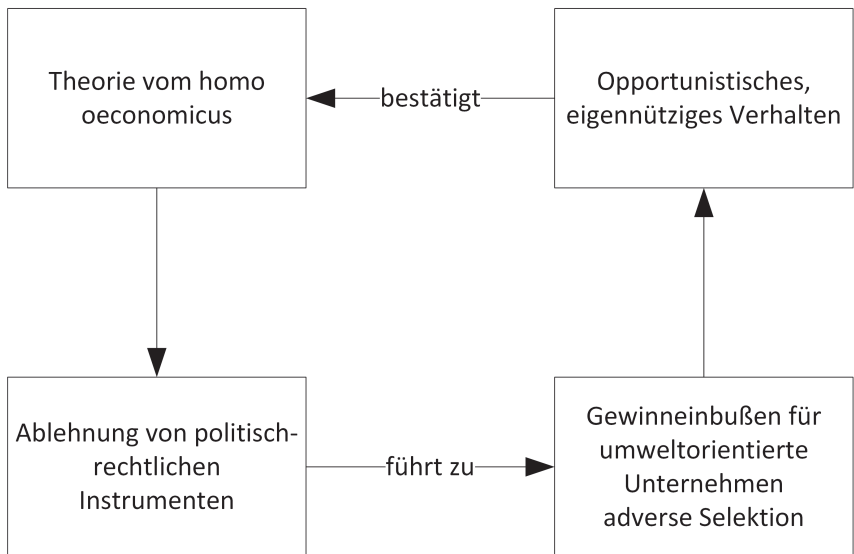 Theorie vom homo
oeconomicus
bestätigt
Opportunistisches,
eigennütziges Verhalten
Ablehnung von politisch-
rechtlichen
Instrumenten
führt zu
Gewinneinbußen für
umweltorientierte
Unternehmen
adverse Selektion